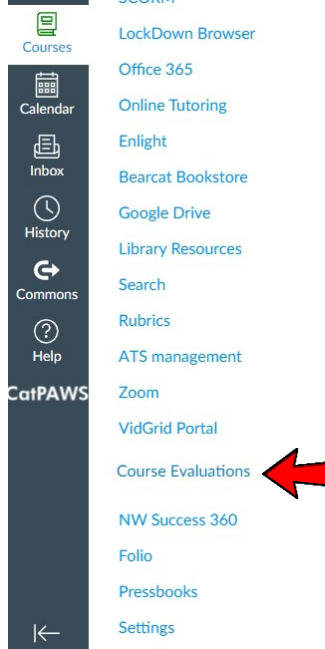 Courses
Calendar
Inbox
History
Commons
Help
CatPAWS
SCORM
LockDown Browser
Office 365
Online Tutoring
Enlight
Bearcat Bookstore
Google Drive
Library Resources
Search
Rubrics
ATS management
Zoom
VidGrid Portal
Course Evaluations
NW Success 360
Folio
Pressbooks
Settings